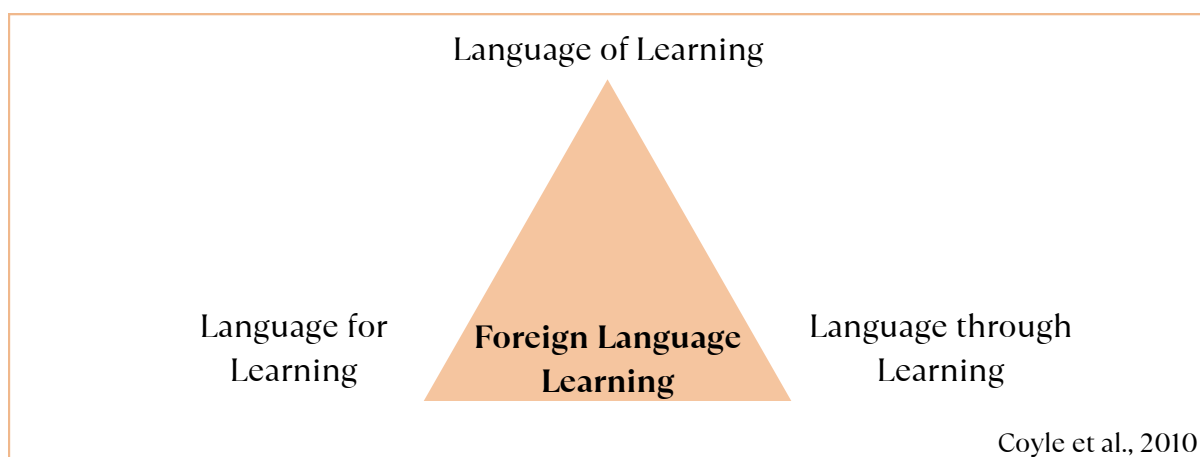 Language of Learning
Language for
Learning
Foreign Language
Learning
Language through
Learning
Coyle et al., 2010